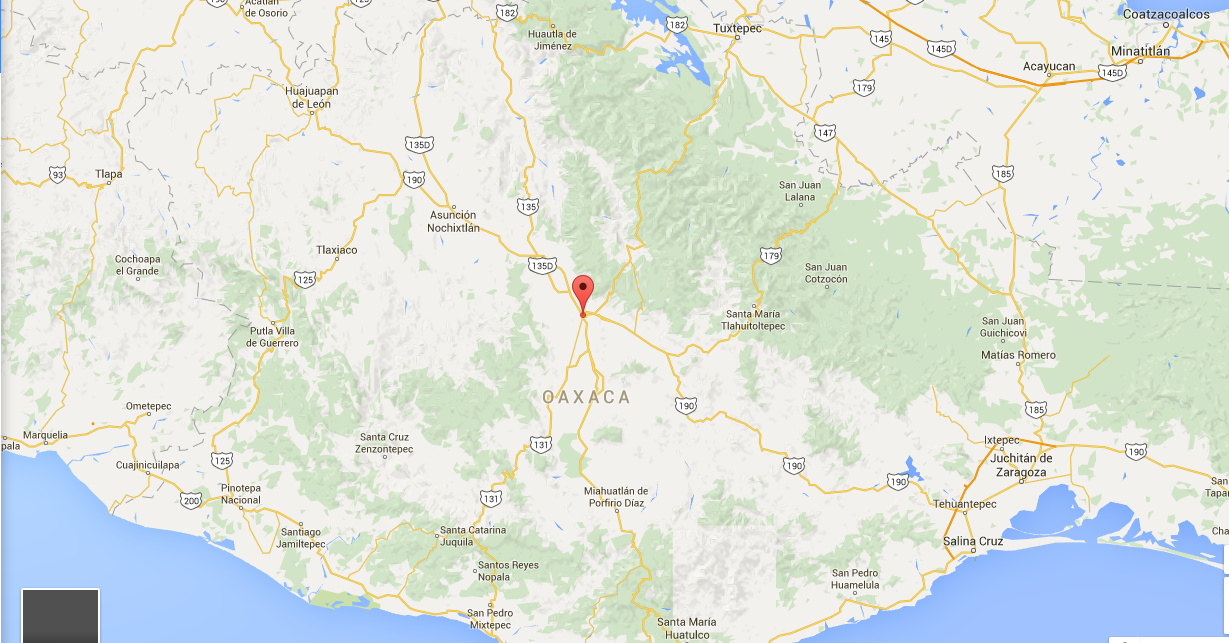 Acatlán
de Osorio
182
Huautla de
Jiménez
182
Tuxtepec
145
145D
Coatzacoalcos
Minatitlán
Acayucan
145D
179
Huajuapan
de León
135D
147
93
Tlapa
190
185
San Juan
Lalana
135
Asunción
Nochixtlán
Tlaxiaco
Cochoapa
el Grande
125
135D
179
San Juan
Cotzocón
Santa María
Tlahuitoltepec
San Juan
Guichicovi
Putla Villa
de Guerrero
Matías Romero
OAXACA
190
185
Ometepec
Marquelia
pala
Santa Cruz
Zenzontepec
131
Ixtepec
190
Juchitán de
Zaragoza
Cuajinicuilapa
125
190
190
San
Tapa
Pinotepa
Nacional
200
131
Miahuatlán de
Porfirio Díaz
Tehuantepec
Santiago
Jamiltepec
Santa Catarina
Juquila
Salina Cruz
Cha
Santos Reyes
Nopala
San Pedro
Huamelula
San Pedro
Mixtepec
Santa María
Huatulco